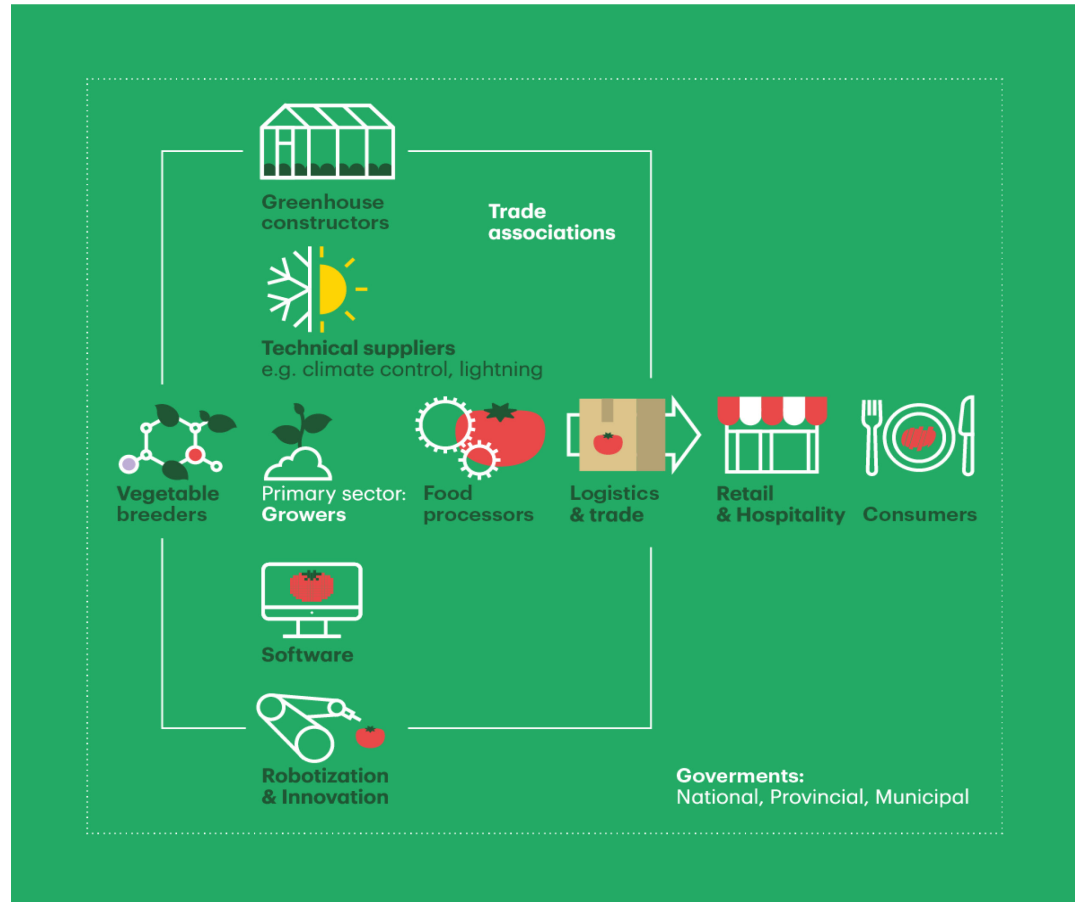 Greenhouse
constructors
Trade
associations
Technical suppliers
e.g. climate control, lightning
Vegetable
breeders
Primary sector:
Growers
Food
processors
Logistics
& trade
Retail
& Hospitality
Consumers
Software
Robotization
& Innovation
Goverments:
National, Provincial, Municipal